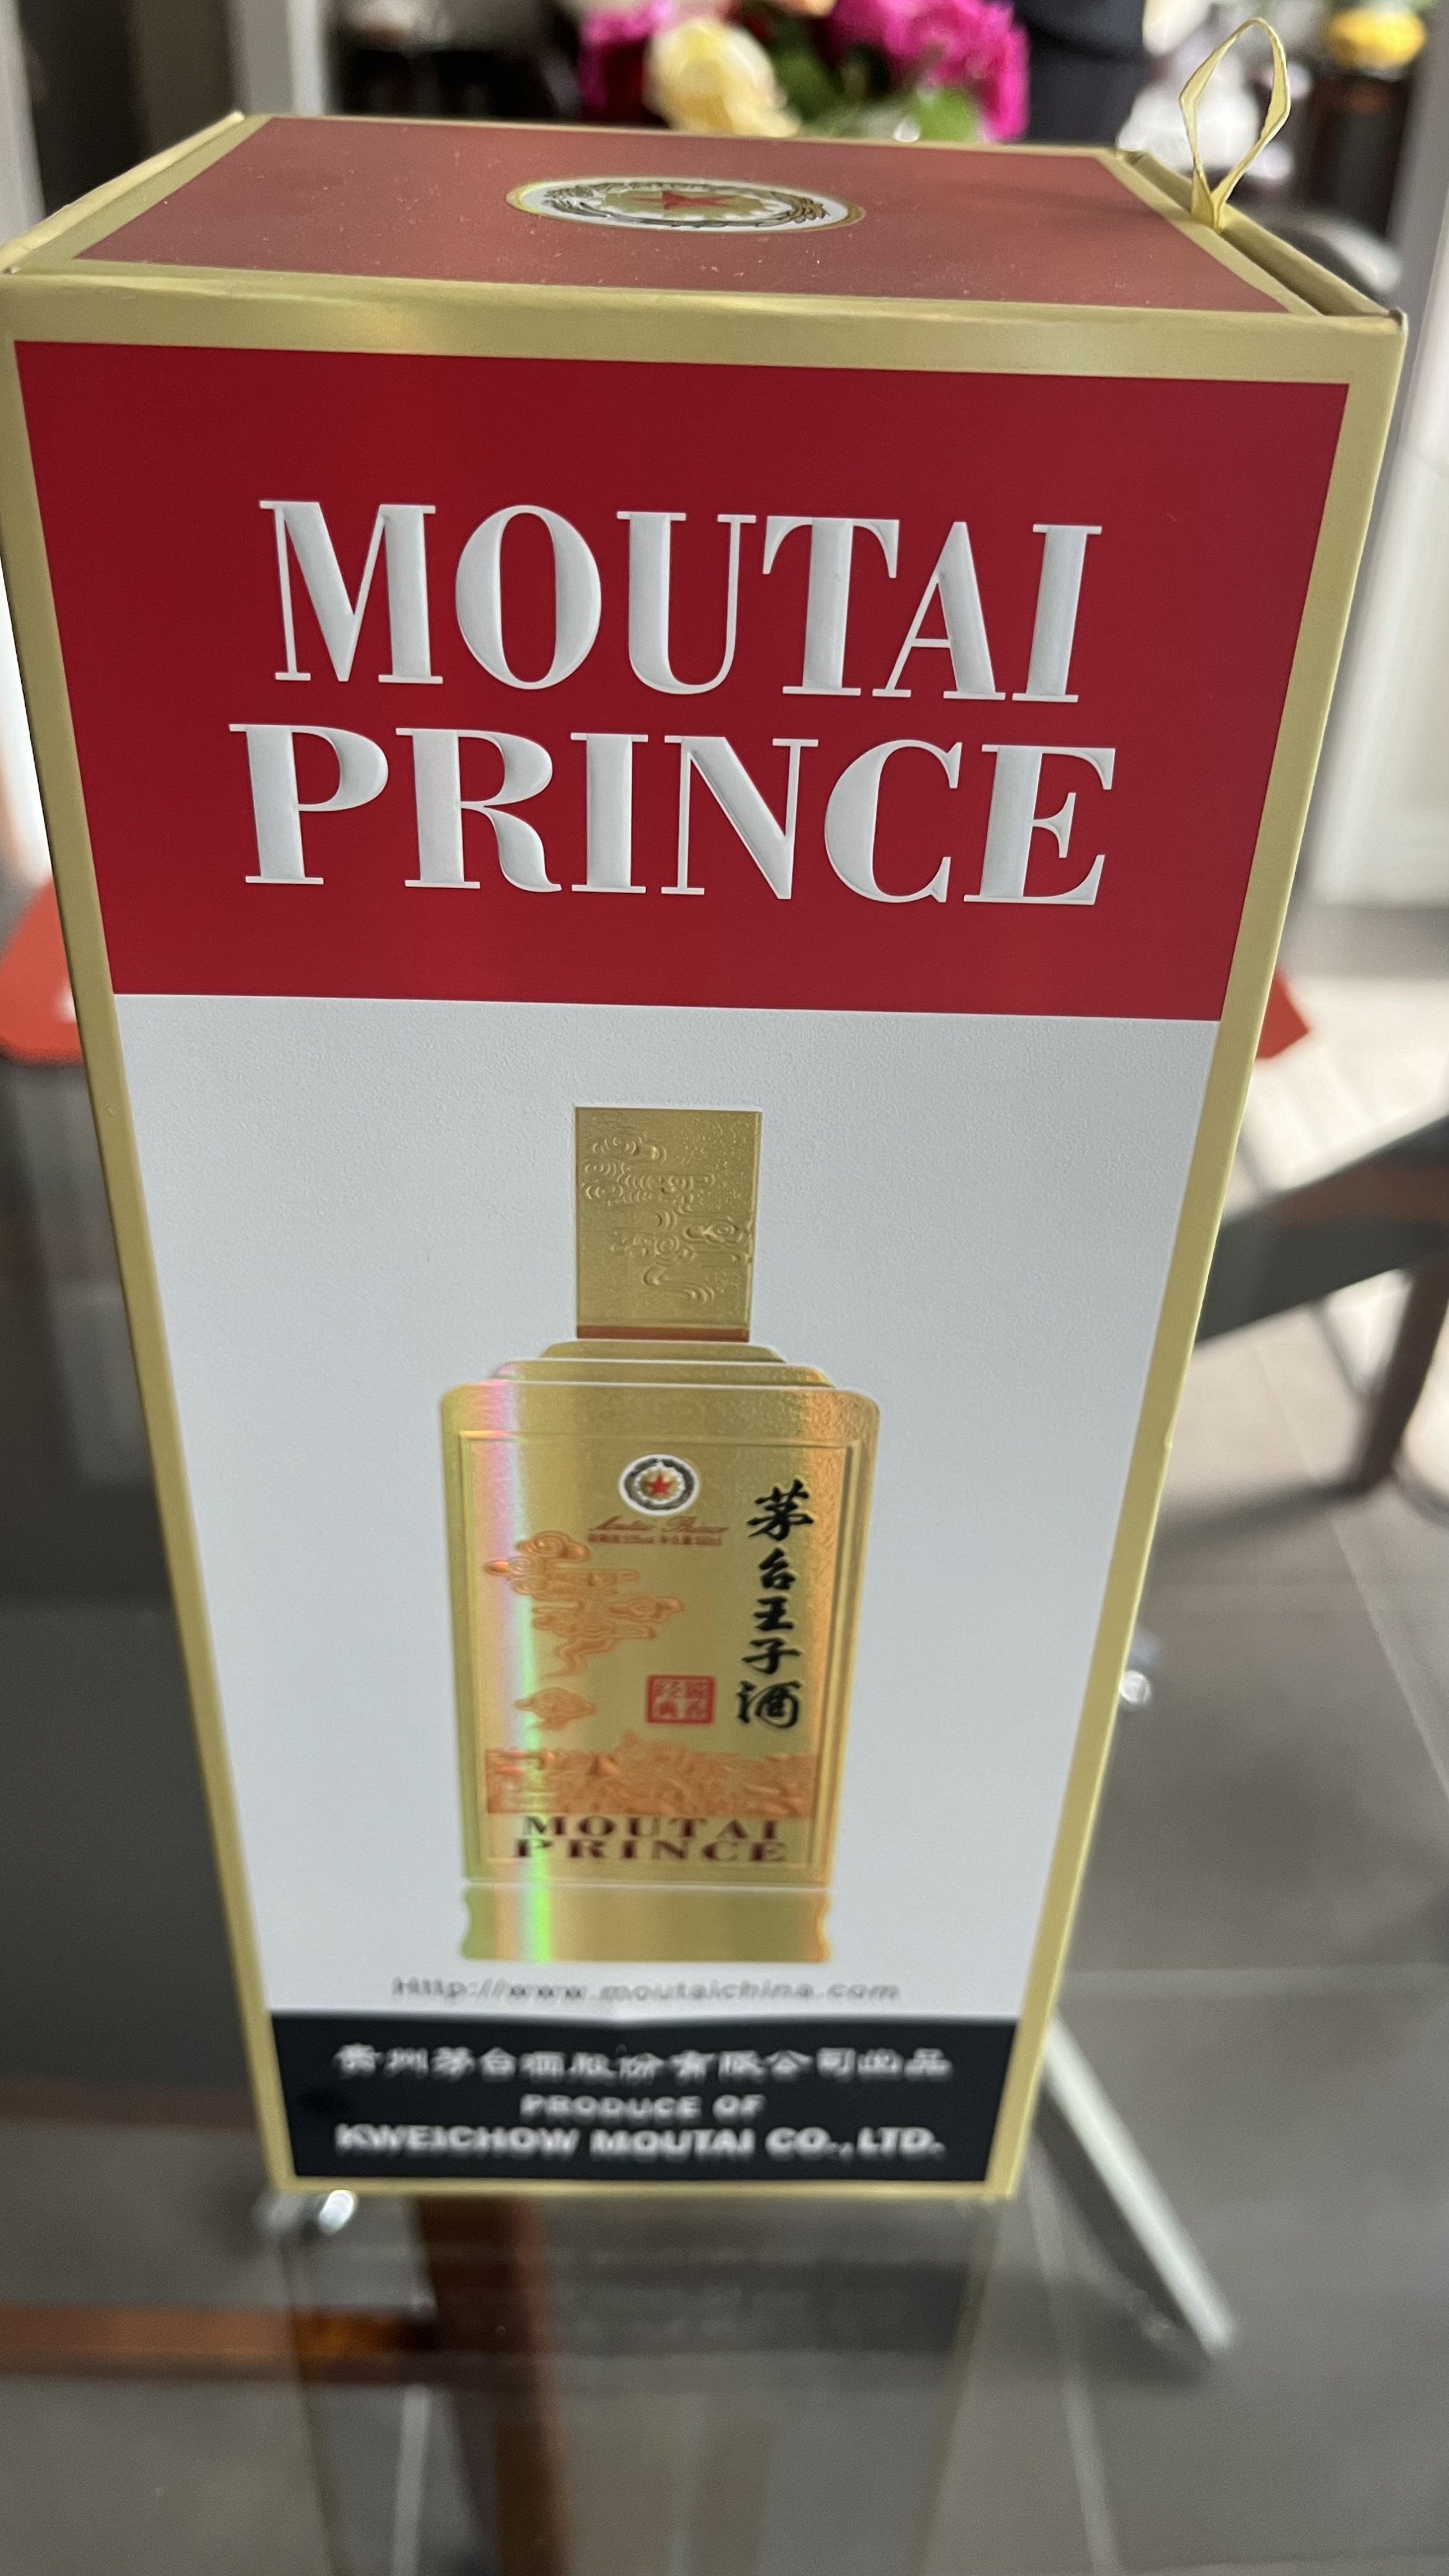 MOUTAI
PRINCE
茅台王子酒
MOUTAI
PRINCE
Http://www.moutaichina.com
贵州茅台酒股份有限公司出品
PRODUCE OF
KWEICHOW MOUTAI CO.,LTD.